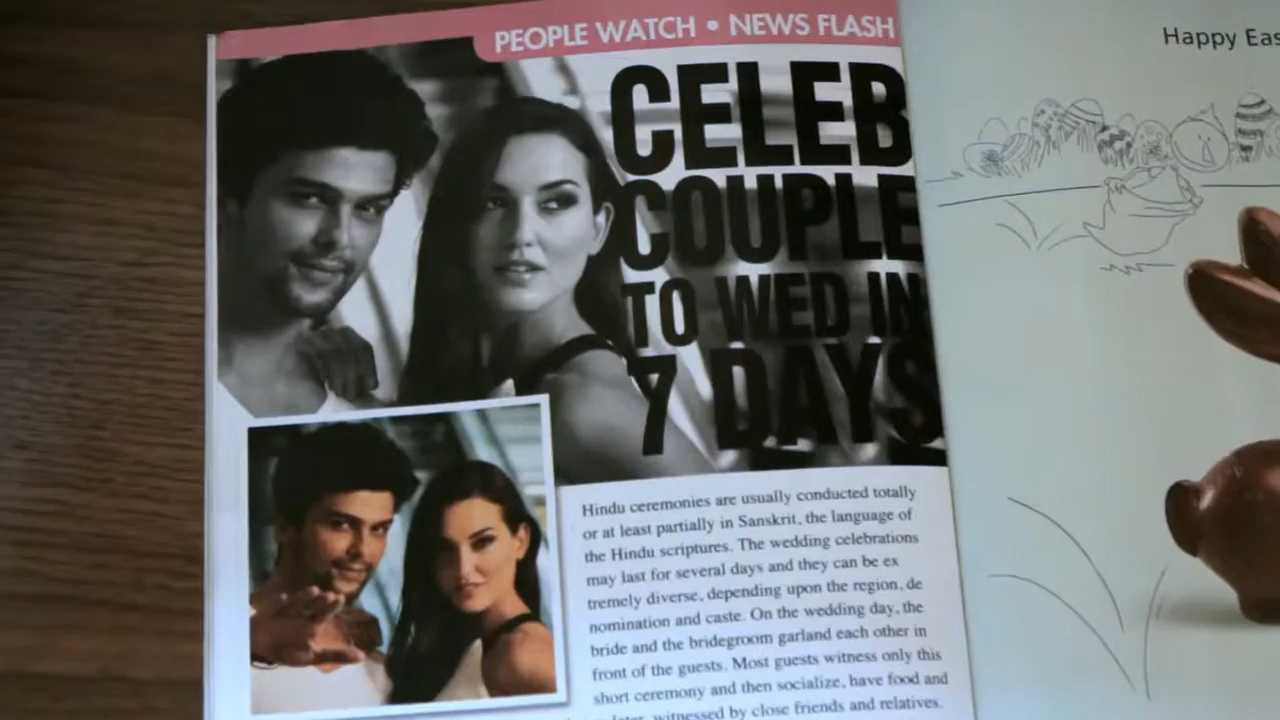 PEOPLE WATCH • NEWS FLASH
CELEB
COUPLE
TO WED IN
7 DAYS
Hindu ceremonies are usually conducted totally
or at least partially in Sanskrit, the language of
the Hindu scriptures. The wedding celebrations
may last for several days and they can be ex
tremely diverse, depending upon the region, de
nomination and caste. On the wedding day, the
bride and the bridegroom garland each other in
front of the guests. Most guests witness only this
short ceremony and then socialize, have food and
later, witnessed by close friends and relatives.
Happy Eas